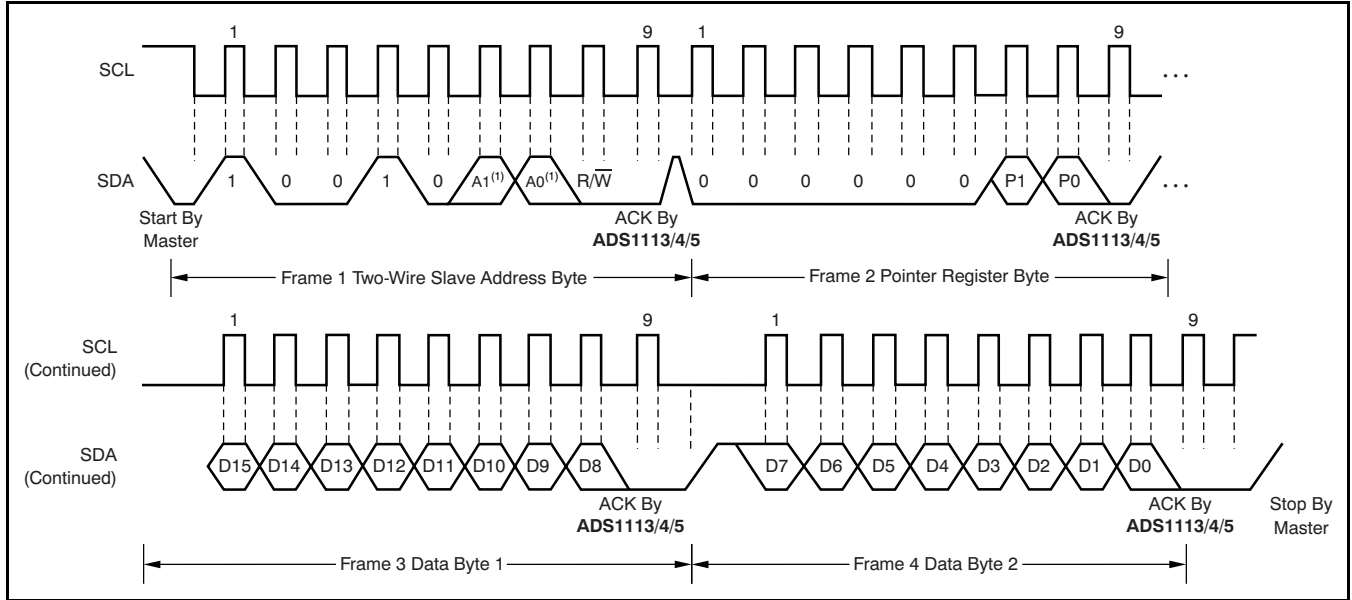 1 9 1 9
SCL ...
SDA 1 0 0 1 0 A1(1) A0(1) R/W̅ 0 0 0 0 0 0 P1 P0 ...
Start By
Master
ACK By
ADS1113/4/5
ACK By
ADS1113/4/5
Frame 1 Two-Wire Slave Address Byte
Frame 2 Pointer Register Byte
1 9 1 9
SCL
(Continued)
SDA
(Continued)
D15 D14 D13 D12 D11 D10 D9 D8 D7 D6 D5 D4 D3 D2 D1 D0
ACK By
ADS1113/4/5
ACK By
ADS1113/4/5
Stop By
Master
Frame 3 Data Byte 1
Frame 4 Data Byte 2